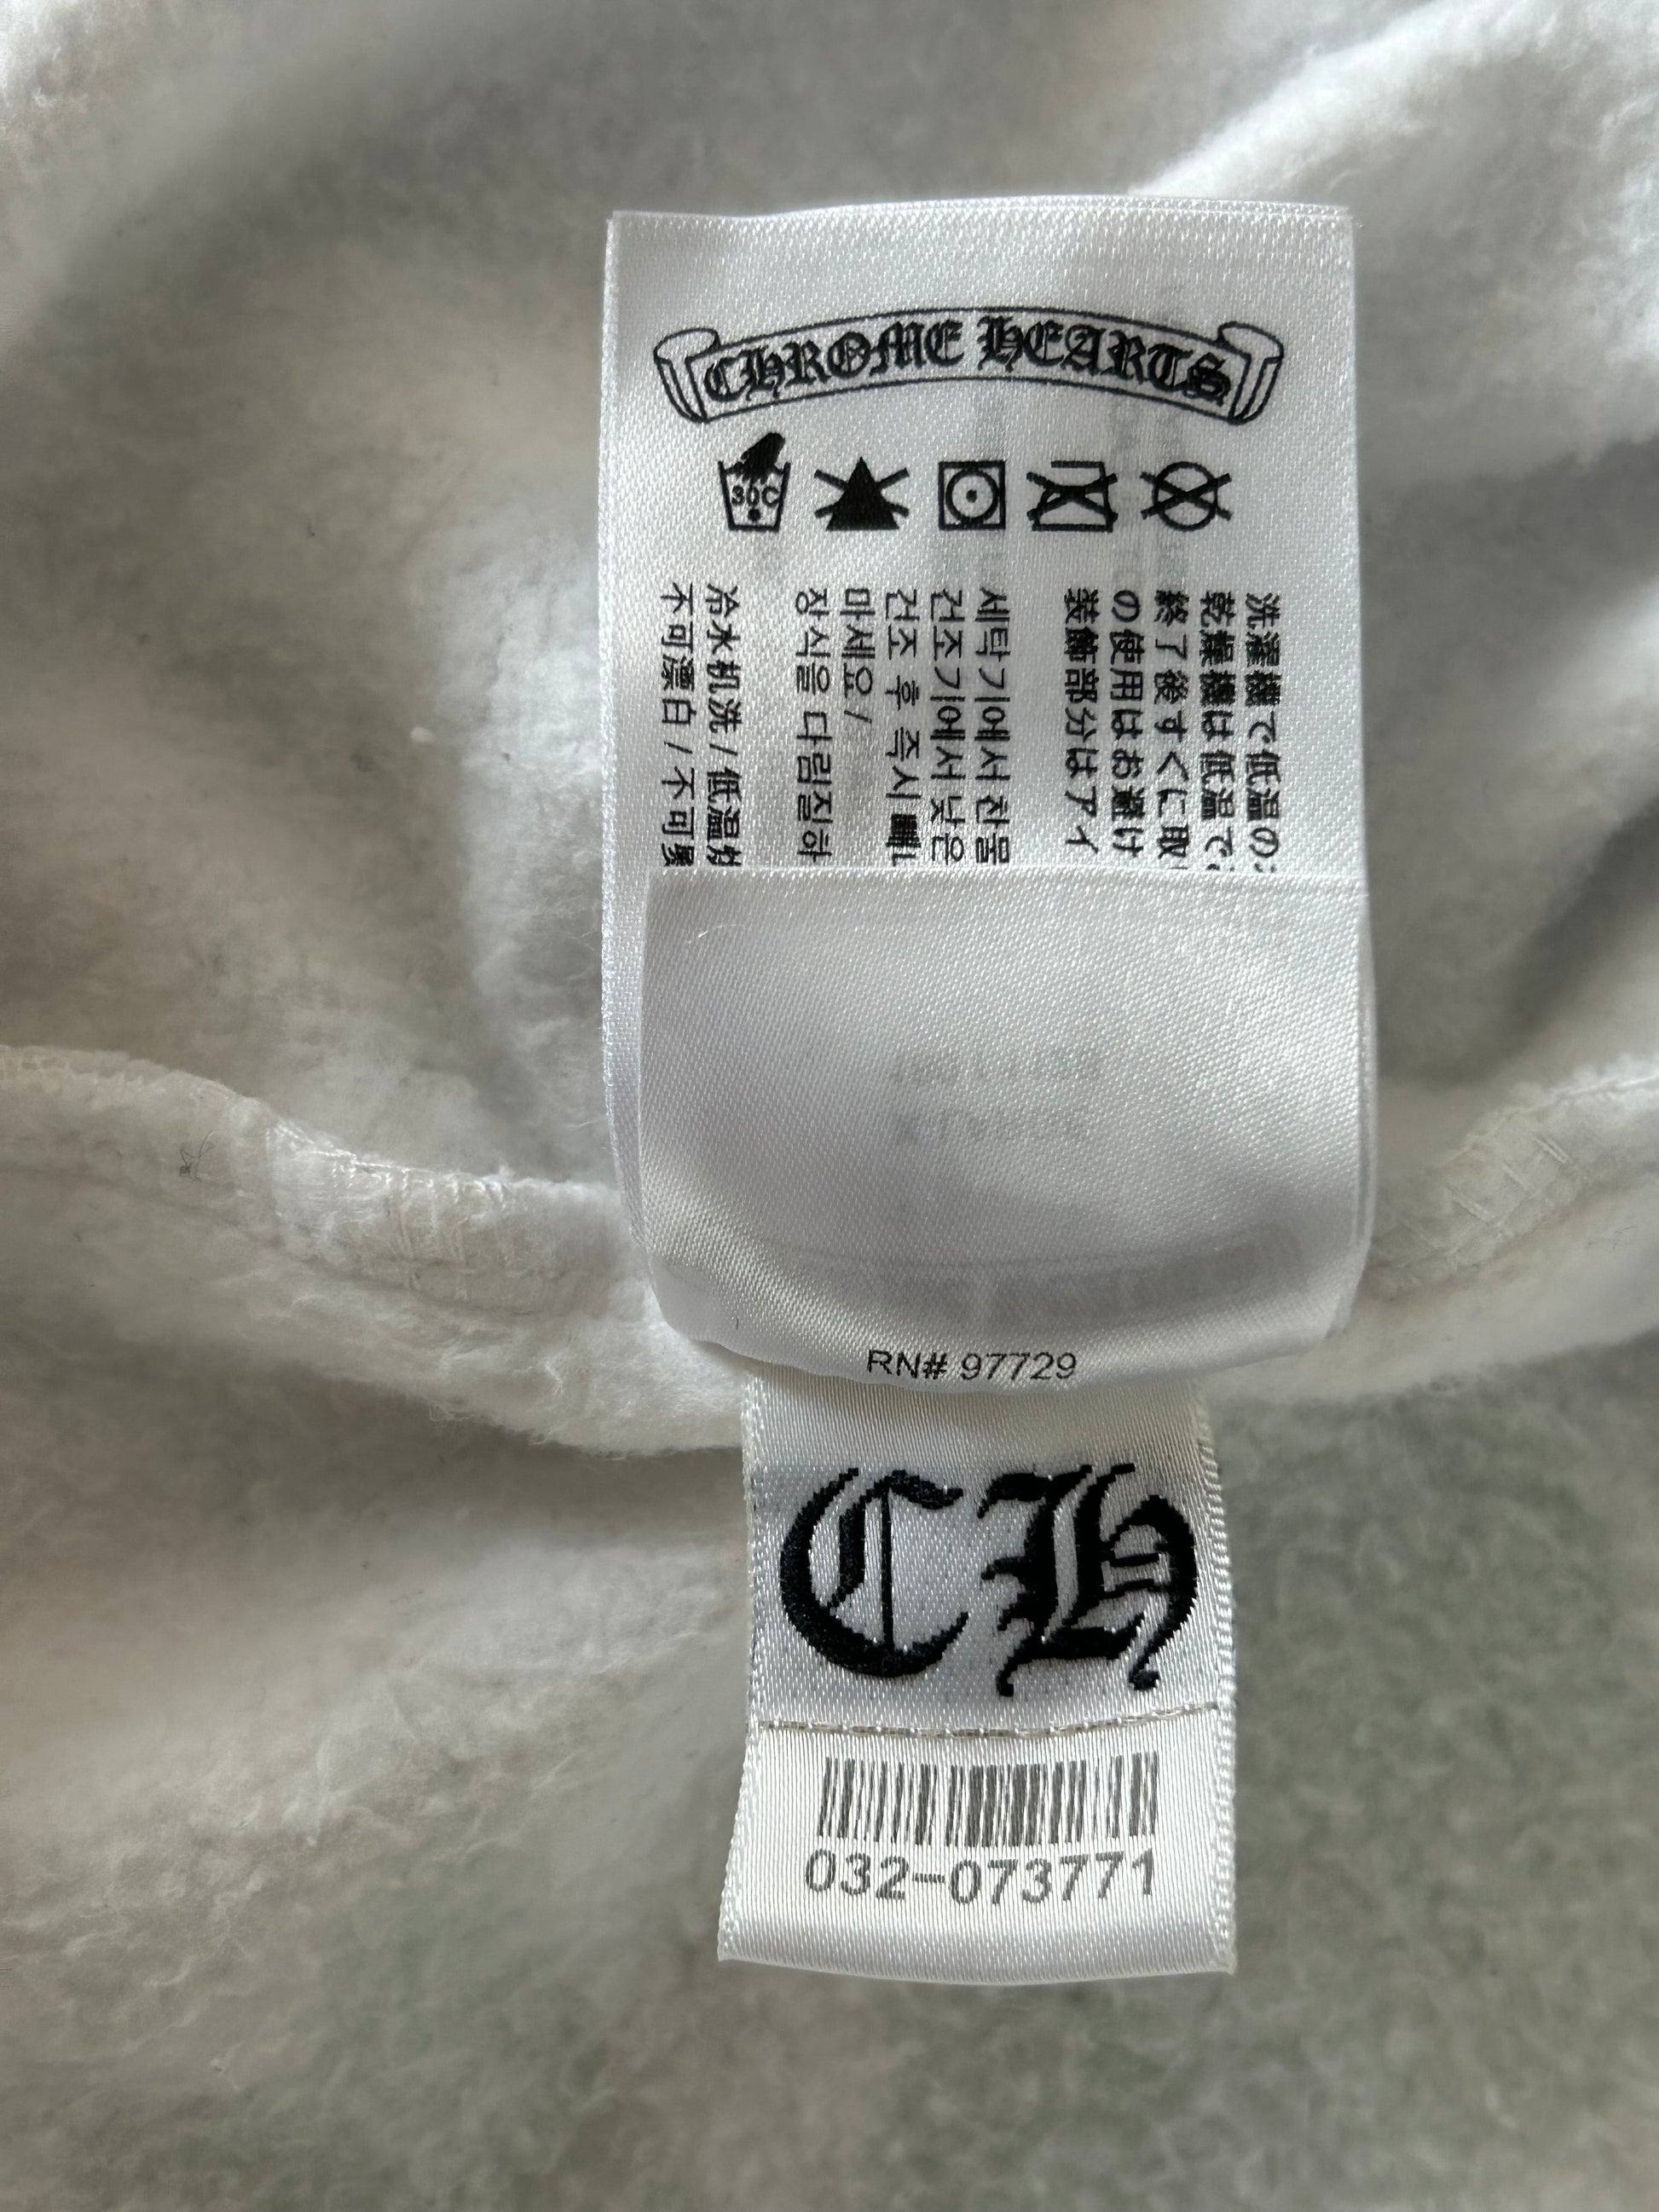 CHROME HEARTS
30C
洗濯機で低温の
乾燥機は低温で
終了後すぐに取
の使用はお避け
装飾部分はアイ
세탁기에서 찬물
건조기에서 낮은
건조 후 즉시
마세요 /
장식을 다림질하
冷水机洗 / 低温
不可漂白 / 不可
RN# 97729
CH
032-073771